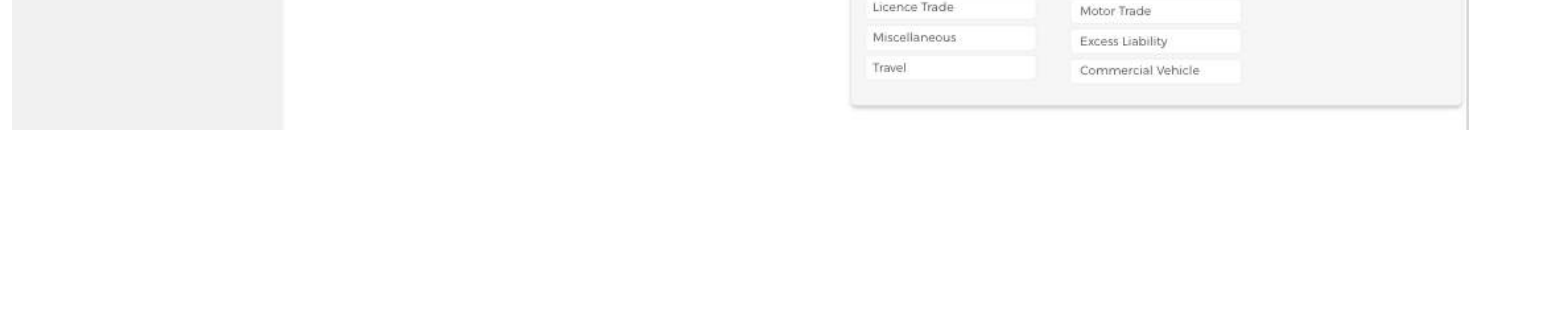 Licence Trade
Miscellaneous
Travel
Motor Trade
Excess Liability
Commercial Vehicle